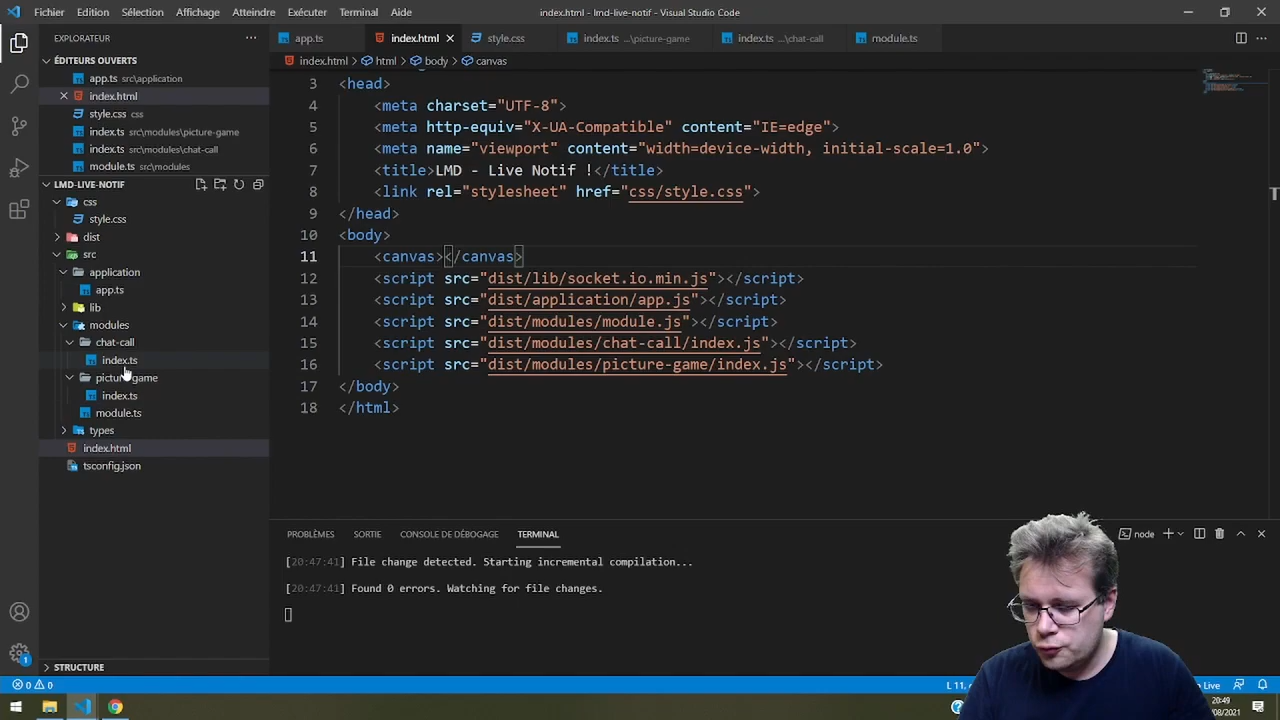 Fichier Édition Sélection Affichage Atteindre Exécuter Terminal Aide
index.html - lmd-live-notif - Visual Studio Code
EXPLORATEUR
ÉDITEURS OUVERTS
app.ts src\application
index.html
style.css css
index.ts src\modules\picture-game
index.ts src\modules\chat-call
module.ts src\modules
LMD-LIVE-NOTIF
css
style.css
dist
src
application
app.ts
lib
modules
chat-call
index.ts
picture-game
index.ts
module.ts
types
index.html
tsconfig.json
STRUCTURE
app.ts index.html style.css index.ts ...\picture-game index.ts ...\chat-call module.ts
index.html > html > body > canvas
3 <head>
4 <meta charset="UTF-8">
5 <meta http-equiv="X-UA-Compatible" content="IE=edge">
6 <meta name="viewport" content="width=device-width, initial-scale=1.0">
7 <title>LMD - Live Notif !</title>
8 <link rel="stylesheet" href="css/style.css">
9 </head>
10 <body>
11 <canvas></canvas>
12 <script src="dist/lib/socket.io.min.js"></script>
13 <script src="dist/application/app.js"></script>
14 <script src="dist/modules/module.js"></script>
15 <script src="dist/modules/chat-call/index.js"></script>
16 <script src="dist/modules/picture-game/index.js"></script>
17 </body>
18 </html>
PROBLÈMES SORTIE CONSOLE DE DÉBOGAGE TERMINAL
node
[20:47:41] File change detected. Starting incremental compilation...
[20:47:41] Found 0 errors. Watching for file changes.
1
0 0
L 11,
Live
20:49
/08/2021